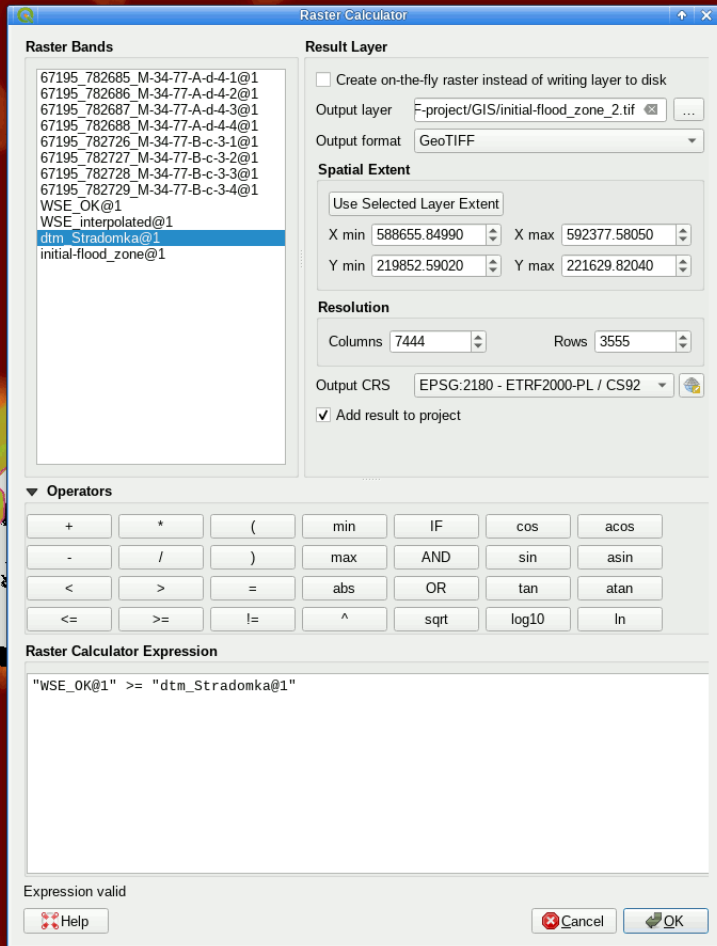 Raster Calculator
Raster Bands
67195_782685_M-34-77-A-d-4-1@1
67195_782686_M-34-77-A-d-4-2@1
67195_782687_M-34-77-A-d-4-3@1
67195_782688_M-34-77-A-d-4-4@1
67195_782726_M-34-77-B-c-3-1@1
67195_782727_M-34-77-B-c-3-2@1
67195_782728_M-34-77-B-c-3-3@1
67195_782729_M-34-77-B-c-3-4@1
WSE_OK@1
WSE_interpolated@1
dtm_Stradomka@1
initial-flood_zone@1
Result Layer
Create on-the-fly raster instead of writing layer to disk
Output layer F-project/GIS/initial-flood_zone_2.tif ...
Output format GeoTIFF
Spatial Extent
Use Selected Layer Extent
X min 588655.84990 X max 592377.58050
Y min 219852.59020 Y max 221629.82040
Resolution
Columns 7444 Rows 3555
Output CRS EPSG:2180 - ETRF2000-PL / CS92
Add result to project
Operators
+ * ( min IF cos acos
- / ) max AND sin asin
< > = abs OR tan atan
<= >= != ^ sqrt log10 ln
Raster Calculator Expression
"WSE_OK@1" >= "dtm_Stradomka@1"
Expression valid
Help Cancel OK